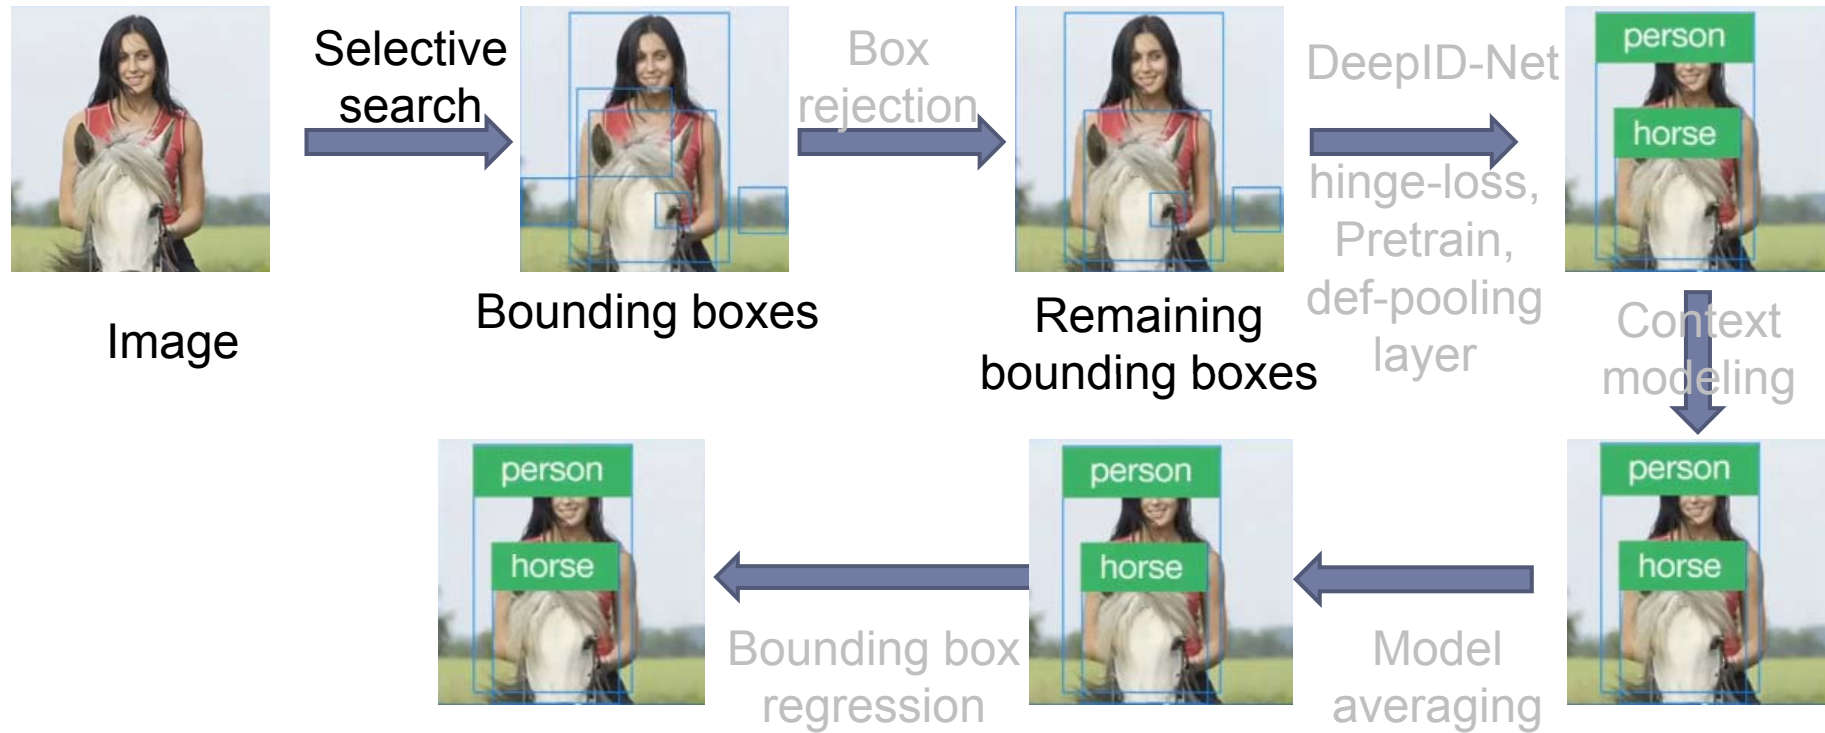 Selective
search
Box
rejection
DeepID-Net
hinge-loss,
Pretrain,
def-pooling
layer
person
horse
Image
Bounding boxes
Remaining
bounding boxes
Context
modeling
person
horse
Model
averaging
person
horse
Bounding box
regression
person
horse